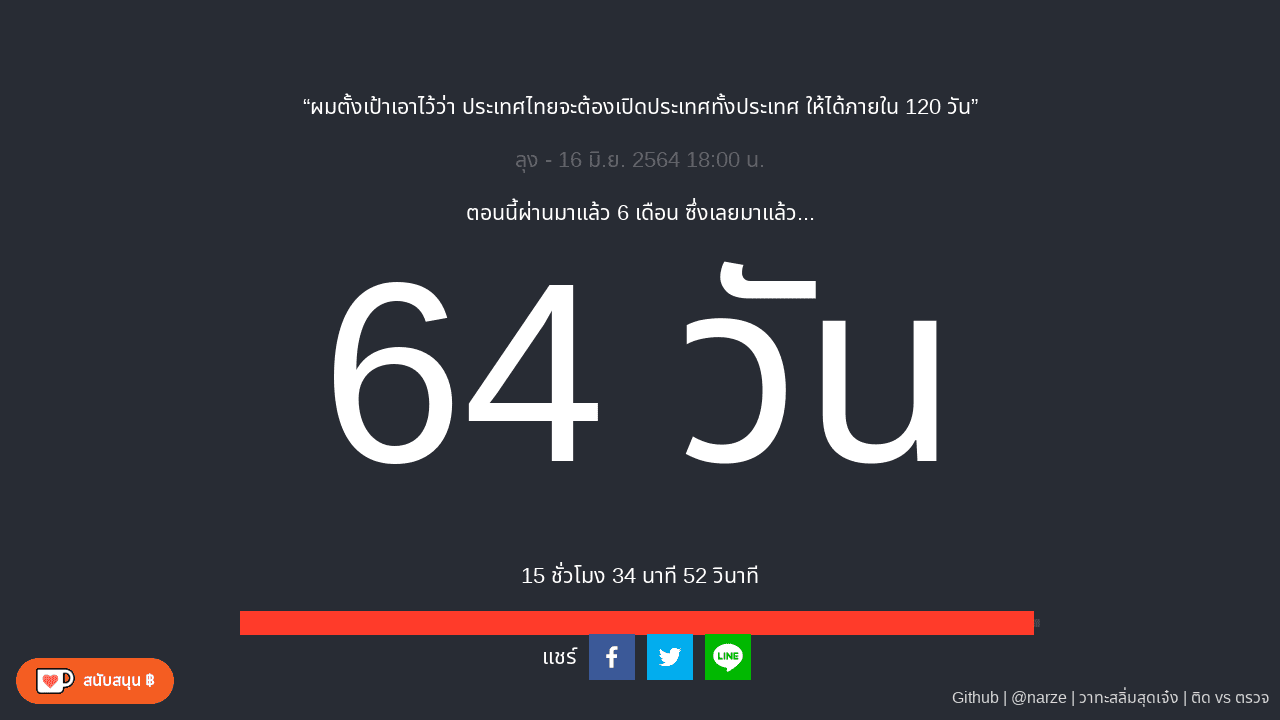 “ผมตั้งเป้าเอาไว้ว่า ประเทศไทยจะต้องเปิดประเทศทั้งประเทศ ให้ได้ภายใน 120 วัน”
ลุง - 16 มิ.ย. 2564 18:00 น.
ตอนนี้ผ่านมาแล้ว 6 เดือน ซึ่งเลยมาแล้ว...
64 วัน
15 ชั่วโมง 34 นาที 52 วินาที
แชร์
LINE
สนับสนุน ฿
Github | @narze | วาทะสลิ่มสุดเจ๋ง | ติด vs ตรวจ